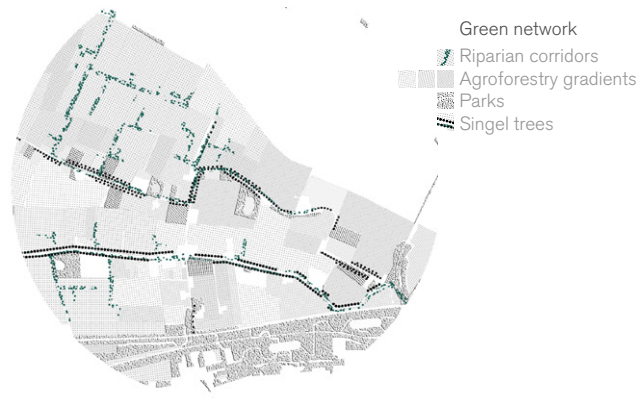 Green network
Riparian corridors
Agroforestry gradients
Parks
Singel trees